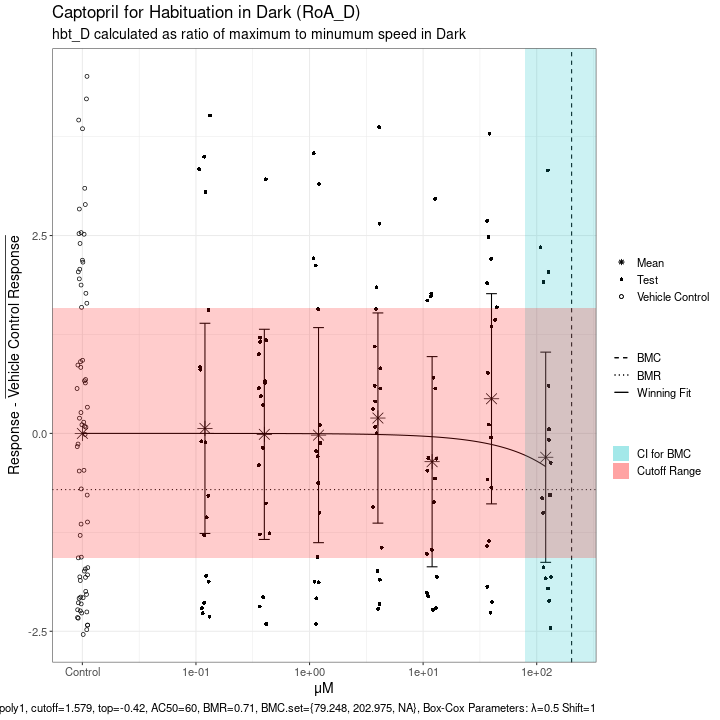 Captopril for Habituation in Dark (RoA_D)
hbt_D calculated as ratio of maximum to minumum speed in Dark
Response - Vehicle Control Response
2.5
0.0
-2.5
Control
1e-01
1e+00
1e+01
1e+02
μM
Mean
Test
Vehicle Control
BMC
BMR
Winning Fit
CI for BMC
Cutoff Range
poly1, cutoff=1.579, top=-0.42, AC50=60, BMR=0.71, BMC.set={79.248, 202.975, NA}, Box-Cox Parameters: λ=0.5 Shift=1